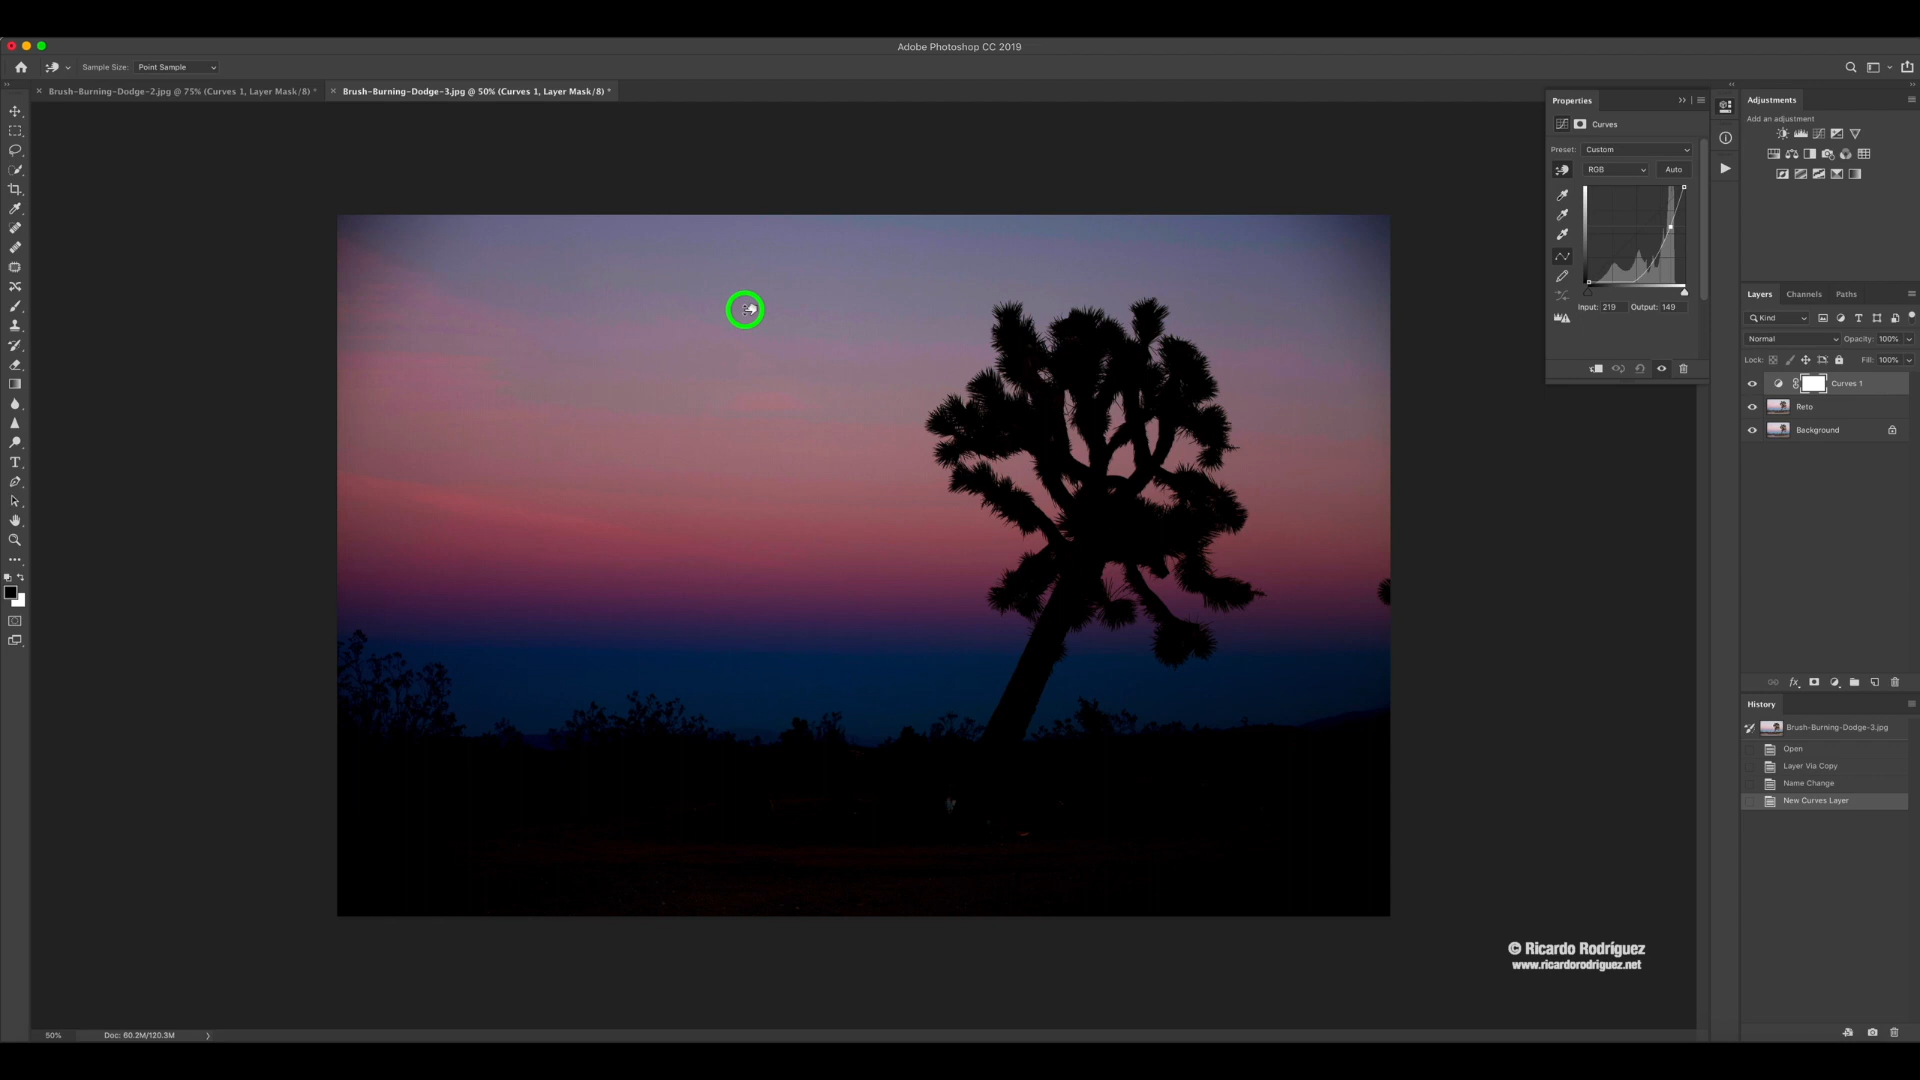 Adobe Photoshop CC 2019
Sample Size: Point Sample
Brush-Burning-Dodge-2.jpg @ 75% (Curves 1, Layer Mask/8) *
Brush-Burning-Dodge-3.jpg @ 50% (Curves 1, Layer Mask/8) *
Properties
Curves
Preset: Custom
RGB Auto
Input: 219 Output: 149
Adjustments
Add an adjustment
Layers Channels Paths
Kind
Normal Opacity: 100%
Lock: Fill: 100%
Curves 1
Reto
Background
fx
History
Brush-Burning-Dodge-3.jpg
Open
Layer Via Copy
Name Change
New Curves Layer
© Ricardo Rodríguez
www.ricardorodriguez.net
50% Doc: 60.2M/120.3M